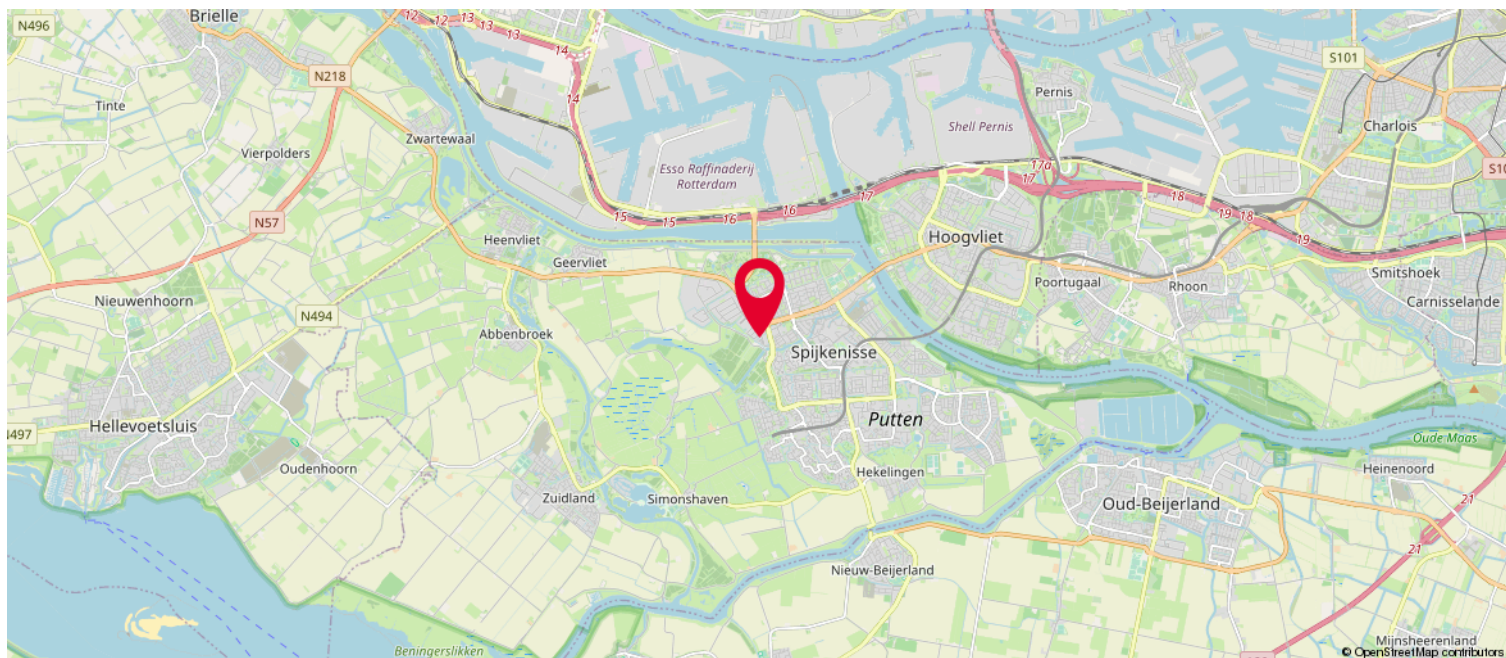 N496
Brielle
12
12
13
13
13
14
S101
N218
14
Pernis
Tinte
Zwartewaal
Shell Pernis
Charlois
Vierpolders
Esso Raffinaderij
Rotterdam
17a
17
17
18
N57
15
15
16
16
17
19
18
19
Heenvliet
Hoogvliet
Geervliet
Poortugaal
Rhoon
Smitshoek
Nieuwenhoorn
Carnisselande
N494
Abbenbroek
Spijkenisse
Putten
Hellevoetsluis
N497
Oude Maas
Oudenhoorn
Hekelingen
Heinenoord
Zuidland
Simonshaven
Oud-Beijerland
21
21
Nieuw-Beijerland
Mijnsheerenland
Beningerslikken
© OpenStreetMap contributors